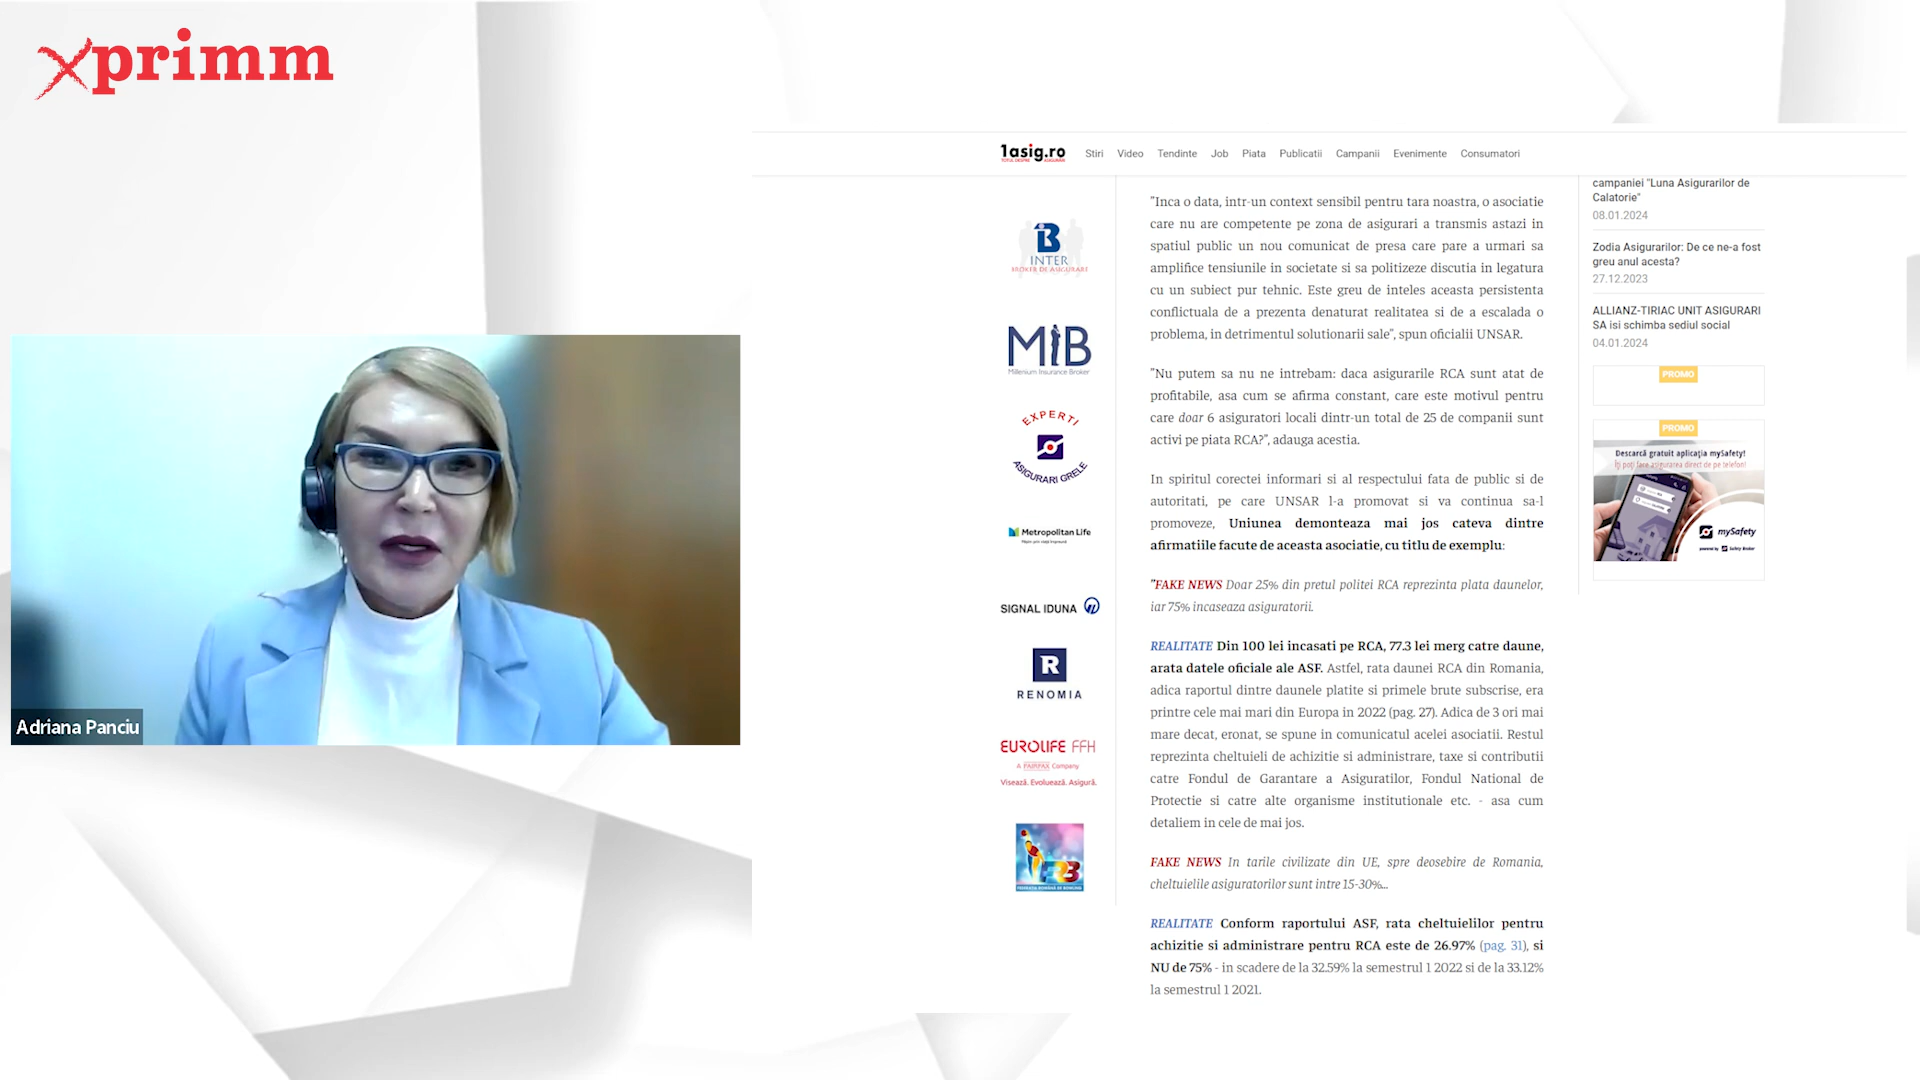 xprimm
1asig.ro
TOTUL DESPRE ASIGURARI
Stiri Video Tendinte Job Piata Publicatii Campanii Evenimente Consumatori
INTER
BROKER DE ASIGURARE
MIB
Millenium Insurance Broker
EXPERTI
ASIGURARI GRELE
Metropolitan Life
SIGNAL IDUNA
R
RENOMIA
EUROLIFE FFH
A FAIRFAX Company
Visează. Evoluează. Asigură.
"Inca o data, intr-un context sensibil pentru tara noastra, o asociatie
care nu are competente pe zona de asigurari a transmis astazi in
spatiul public un nou comunicat de presa care pare a urmari sa
amplifice tensiunile in societate si sa politizeze discutia in legatura
cu un subiect pur tehnic. Este greu de inteles aceasta persistenta
conflictuala de a prezenta denaturat realitatea si de a escalada o
problema, in detrimentul solutionarii sale", spun oficialii UNSAR.
"Nu putem sa nu ne intrebam: daca asigurarile RCA sunt atat de
profitabile, asa cum se afirma constant, care este motivul pentru
care doar 6 asiguratori locali dintr-un total de 25 de companii sunt
activi pe piata RCA?", adauga acestia.
In spiritul corectei informari si al respectului fata de public si de
autoritati, pe care UNSAR l-a promovat si va continua sa-l
promoveze, Uniunea demonteaza mai jos cateva dintre
afirmatiile facute de aceasta asociatie, cu titlu de exemplu:
"FAKE NEWS Doar 25% din pretul politei RCA reprezinta plata daunelor,
iar 75% incaseaza asiguratorii.
REALITATE Din 100 lei incasati pe RCA, 77.3 lei merg catre daune,
arata datele oficiale ale ASF. Astfel, rata daunei RCA din Romania,
adica raportul dintre daunele platite si primele brute subscrise, era
printre cele mai mari din Europa in 2022 (pag. 27). Adica de 3 ori mai
mare decat, eronat, se spune in comunicatul acelei asociatii. Restul
reprezinta cheltuieli de achizitie si administrare, taxe si contributii
catre Fondul de Garantare a Asiguratilor, Fondul National de
Protectie si catre alte organisme institutionale etc. - asa cum
detaliem in cele de mai jos.
FAKE NEWS In tarile civilizate din UE, spre deosebire de Romania,
cheltuielile asiguratorilor sunt intre 15-30%...
REALITATE Conform raportului ASF, rata cheltuielilor pentru
achizitie si administrare pentru RCA este de 26.97% (pag. 31), si
NU de 75% - in scadere de la 32.59% la semestrul 1 2022 si de la 33.12%
la semestrul 1 2021.
campaniei "Luna Asigurarilor de
Calatorie"
08.01.2024
Zodia Asigurarilor: De ce ne-a fost
greu anul acesta?
27.12.2023
ALLIANZ-TIRIAC UNIT ASIGURARI
SA isi schimba sediul social
04.01.2024
PROMO
PROMO
Descarcă gratuit aplicația mySafety!
Îți poți face asigurarea direct de pe telefon!
mySafety
powered by Safety Broker
Adriana Panciu